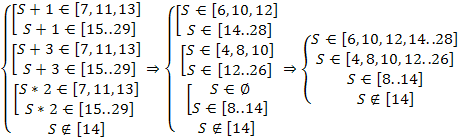 S + 1 ∈ [7,11,13]
S + 1 ∈ [15..29]
S + 3 ∈ [7,11,13]
S + 3 ∈ [15..29]
S * 2 ∈ [7,11,13]
S * 2 ∈ [15..29]
S ∉ [14]
⇒
S ∈ [6,10,12]
S ∈ [14..28]
S ∈ [4,8,10]
S ∈ [12..26]
S ∈ ∅
S ∈ [8..14]
S ∉ [14]
⇒
S ∈ [6,10,12,14..28]
S ∈ [4,8,10,12..26]
S ∈ [8..14]
S ∉ [14]